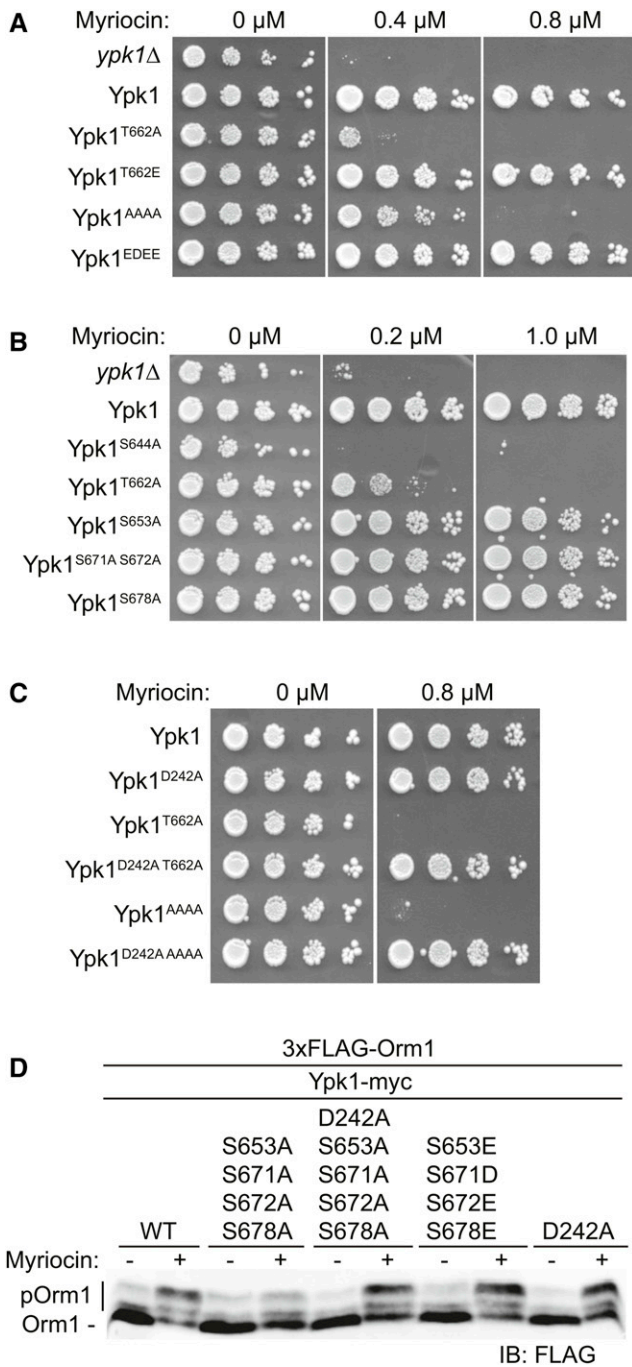 A
Myriocin: 0 µM 0.4 µM 0.8 µM
ypk1Δ
Ypk1
Ypk1T662A
Ypk1T662E
Ypk1AAAA
Ypk1EDEE
B
Myriocin: 0 µM 0.2 µM 1.0 µM
ypk1Δ
Ypk1
Ypk1S644A
Ypk1T662A
Ypk1S653A
Ypk1S671A S672A
Ypk1S678A
C
Myriocin: 0 µM 0.8 µM
Ypk1
Ypk1D242A
Ypk1T662A
Ypk1D242A T662A
Ypk1AAAA
Ypk1D242A AAAA
D
3xFLAG-Orm1
Ypk1-myc
D242A
S653A S653A S653E
S671A S671A S671D
S672A S672A S672E
WT S678A S678A S678E D242A
Myriocin: - + - + - + - + - +
pOrm1
Orm1 -
IB: FLAG